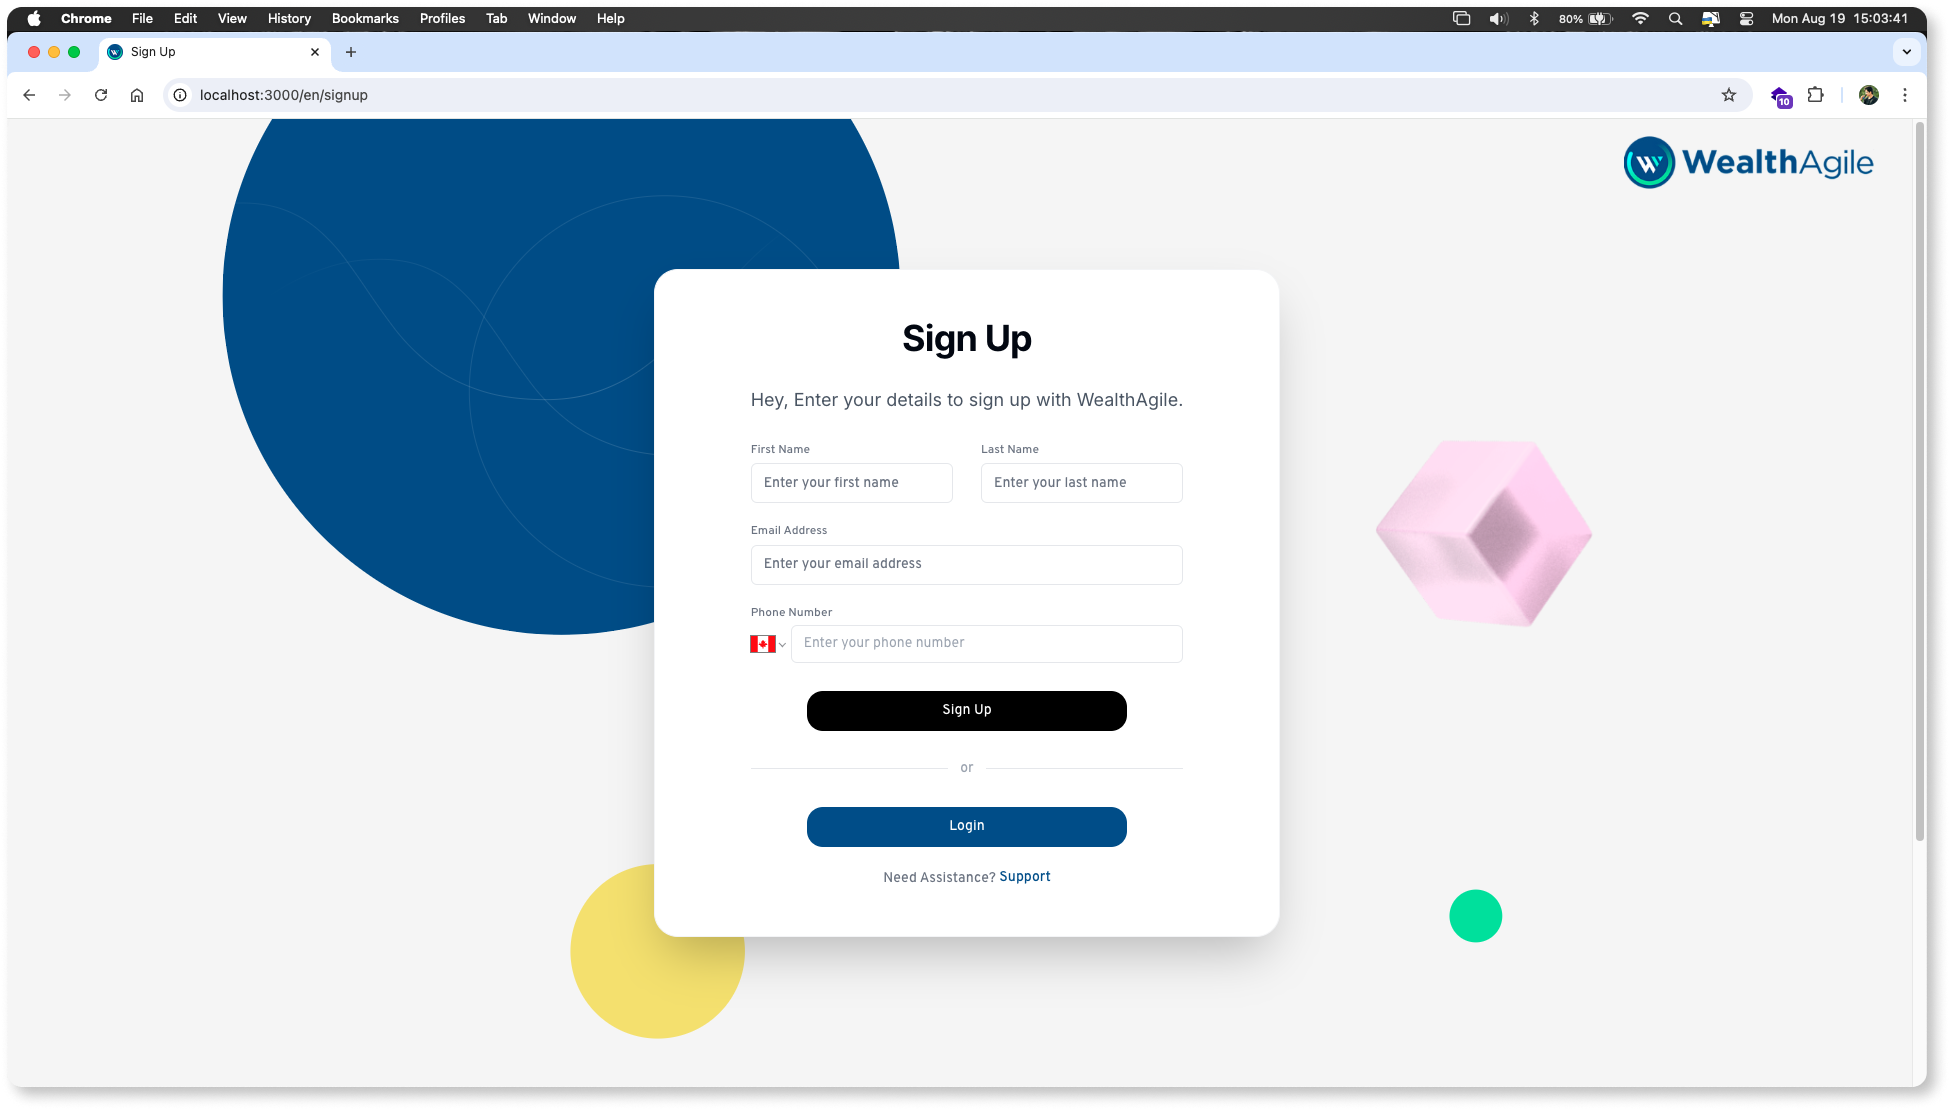 Chrome File Edit View History Bookmarks Profiles Tab Window Help 80% Mon Aug 19 15:03:41
Sign Up
localhost:3000/en/signup
10
W WealthAgile
Sign Up
Hey, Enter your details to sign up with WealthAgile.
First Name Last Name
Enter your first name Enter your last name
Email Address
Enter your email address
Phone Number
Enter your phone number
Sign Up
or
Login
Need Assistance? Support